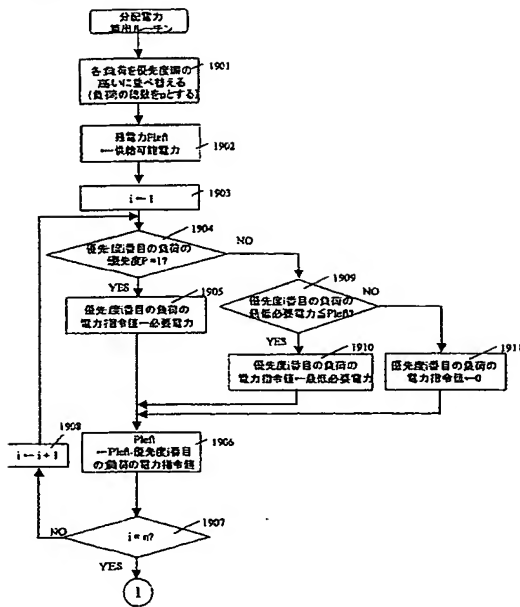 分配電力
算出ルーチン
各負荷を優先度順の
高いに並べ替える
(負荷の総数をnとする)
1901
残電力Pleft
←供給可能電力
1902
i←1
1903
1904
優先度i番目の負荷の
優先度P=1?
NO
YES
1905
優先度i番目の負荷の
電力指令値←必要電力
1909
優先度i番目の負荷の
最低必要電力≦Pleft?
NO
YES
1910
優先度i番目の負荷の
電力指令値←最低必要電力
1911
優先度i番目の負荷の
電力指令値←0
1908
i←i+1
Pleft
←Pleft-優先度i番目
の負荷の電力指令値
1906
NO
i=n?
1907
YES
1